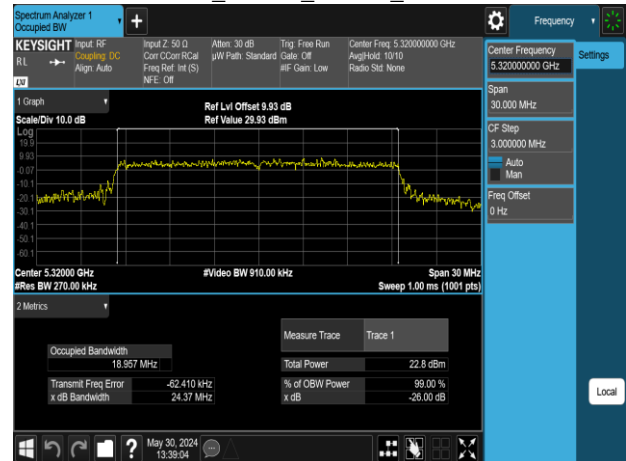 Spectrum Analyzer 1
Occupied BW
Frequency
KEYSIGHT
Input: RF
Coupling: DC
Align: Auto
Input Z: 50 Ω
Corr CCorr RCal
Freq Ref: Int (S)
NFE: Off
Atten: 30 dB
µW Path: Standard
Trig: Free Run
Gate: Off
#IF Gain: Low
Center Freq: 5.320000000 GHz
Avg|Hold: 10/10
Radio Std: None
RL
LXI
Center Frequency
5.320000000 GHz
Settings
Span
30.000 MHz
CF Step
3.000000 MHz
Auto
Man
Freq Offset
0 Hz
1 Graph
Scale/Div 10.0 dB
Ref Lvl Offset 9.93 dB
Ref Value 29.93 dBm
Log
19.9
9.93
-0.07
-10.1
-20.1
-30.1
-40.1
-50.1
-60.1
Center 5.32000 GHz
#Video BW 910.00 kHz
Span 30 MHz
#Res BW 270.00 kHz
Sweep 1.00 ms (1001 pts)
2 Metrics
Measure Trace
Trace 1
Occupied Bandwidth
18.957 MHz
Total Power
22.8 dBm
Transmit Freq Error
-62.410 kHz
% of OBW Power
99.00 %
x dB Bandwidth
24.37 MHz
x dB
-26.00 dB
Local
?
May 30, 2024
13:39:04